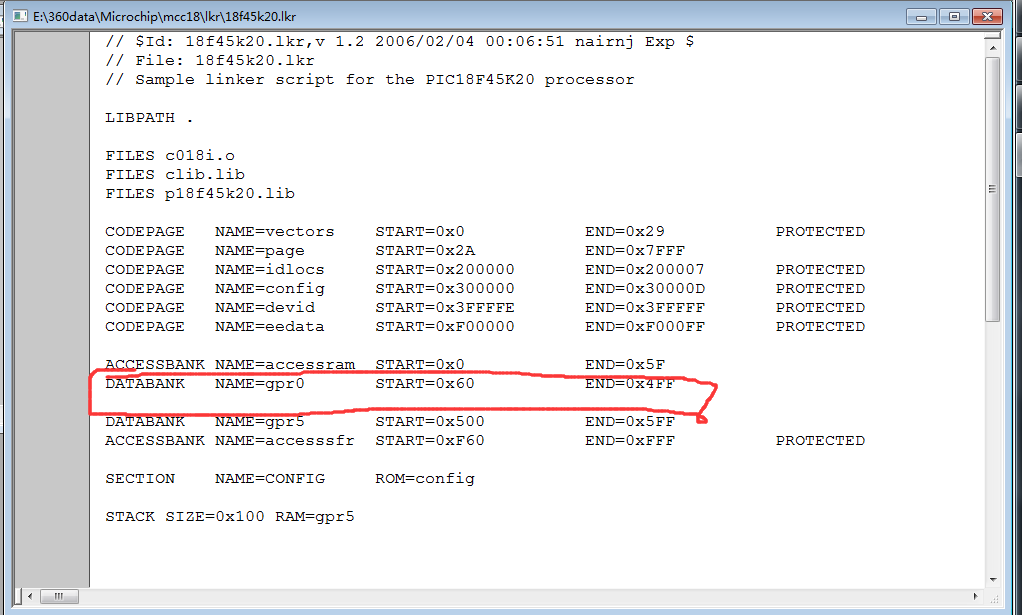 E:\360data\Microchip\mcc18\lkr\18f45k20.lkr
// $Id: 18f45k20.lkr,v 1.2 2006/02/04 00:06:51 nairnj Exp $
// File: 18f45k20.lkr
// Sample linker script for the PIC18F45K20 processor
LIBPATH .
FILES c018i.o
FILES clib.lib
FILES p18f45k20.lib
CODEPAGE   NAME=vectors    START=0x0            END=0x29           PROTECTED
CODEPAGE   NAME=page       START=0x2A           END=0x7FFF
CODEPAGE   NAME=idlocs     START=0x200000       END=0x200007       PROTECTED
CODEPAGE   NAME=config     START=0x300000       END=0x30000D       PROTECTED
CODEPAGE   NAME=devid      START=0x3FFFFE       END=0x3FFFFF       PROTECTED
CODEPAGE   NAME=eedata     START=0xF00000       END=0xF000FF       PROTECTED
ACCESSBANK NAME=accessram  START=0x0            END=0x5F
DATABANK   NAME=gpr0       START=0x60           END=0x4FF
DATABANK   NAME=gpr5       START=0x500          END=0x5FF
ACCESSBANK NAME=accesssfr  START=0xF60          END=0xFFF          PROTECTED
SECTION    NAME=CONFIG     ROM=config
STACK SIZE=0x100 RAM=gpr5